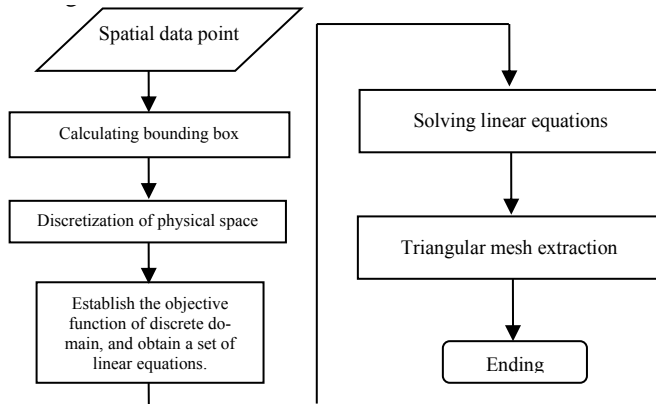 Spatial data point
Calculating bounding box
Discretization of physical space
Establish the objective
function of discrete do-
main, and obtain a set of
linear equations.
Solving linear equations
Triangular mesh extraction
Ending